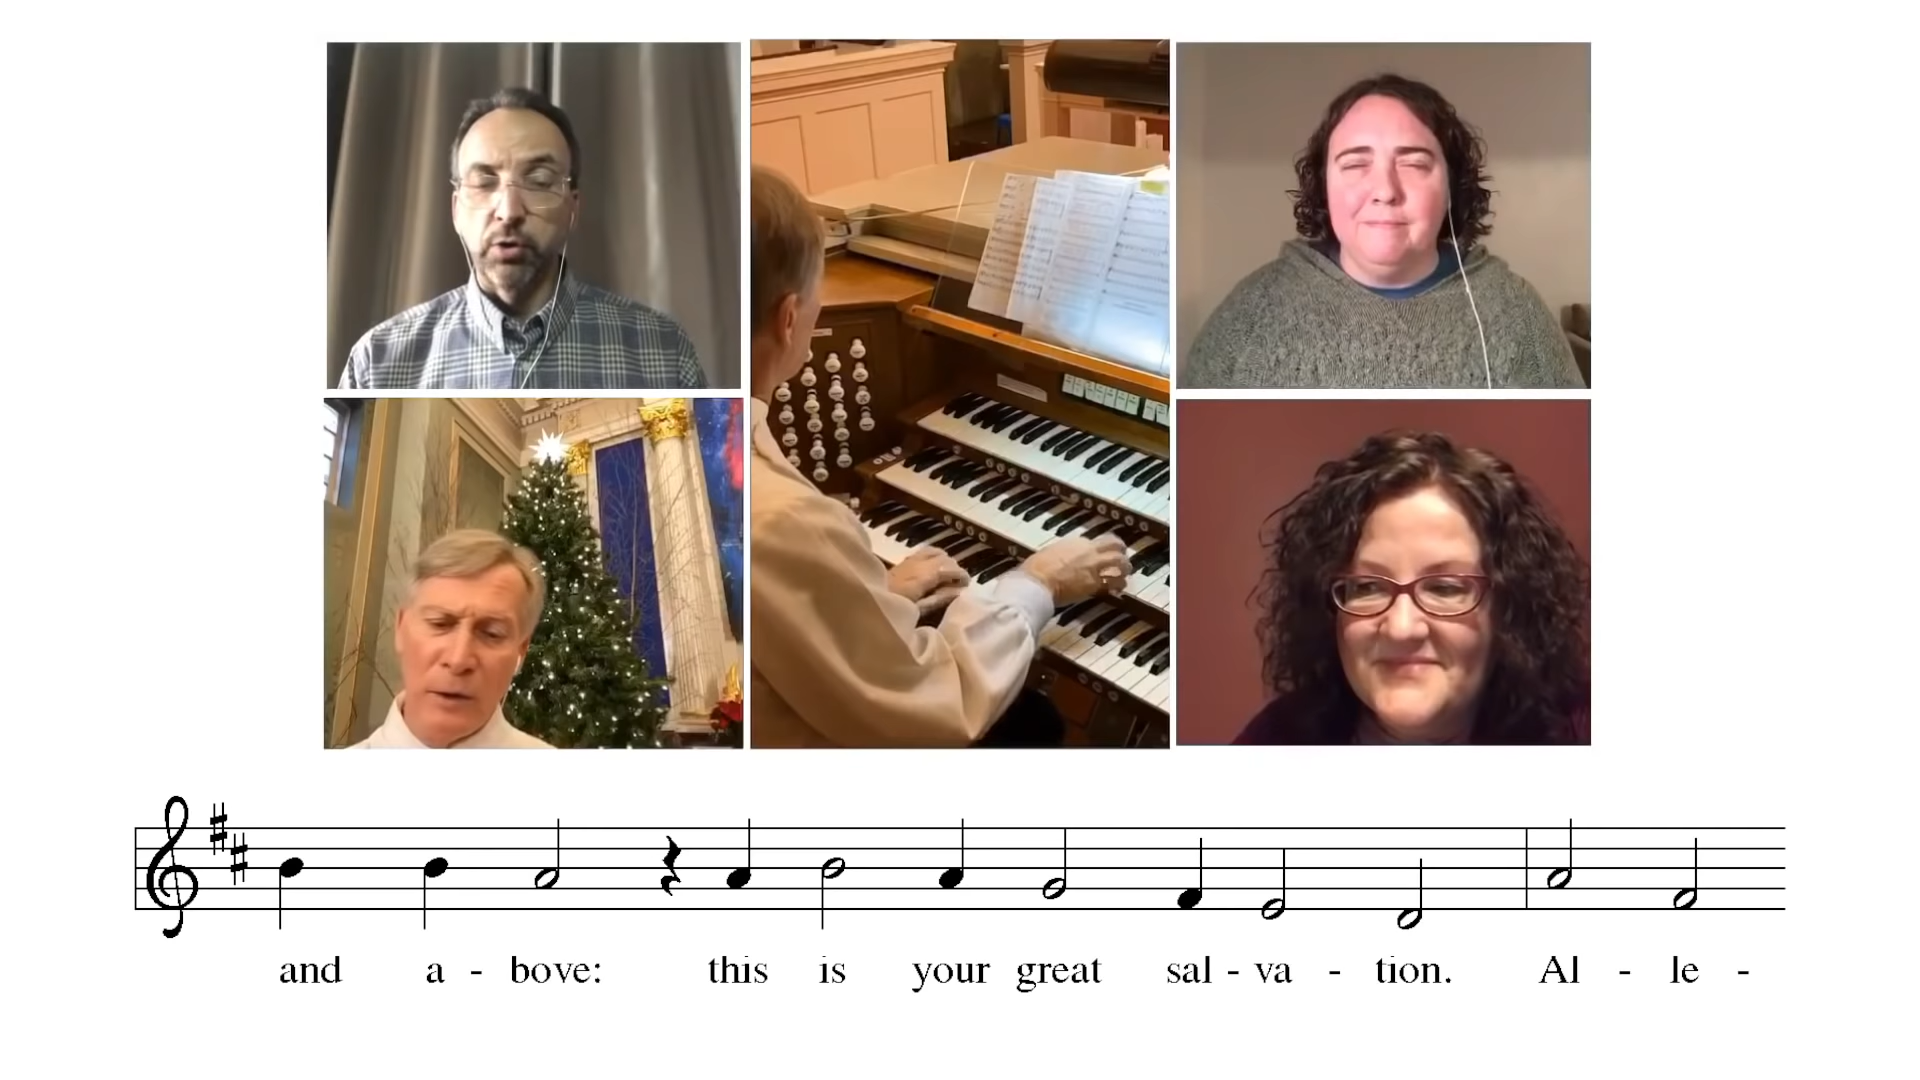 and a - bove: this is your great sal - va - tion. Al - le -